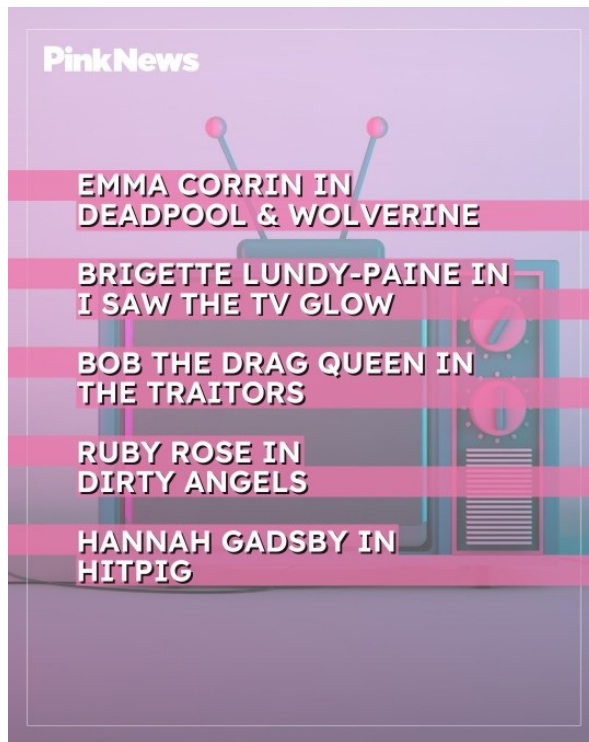 PinkNews
EMMA CORRIN IN
DEADPOOL & WOLVERINE
BRIGETTE LUNDY-PAINE IN
I SAW THE TV GLOW
BOB THE DRAG QUEEN IN
THE TRAITORS
RUBY ROSE IN
DIRTY ANGELS
HANNAH GADSBY IN
HITPIG